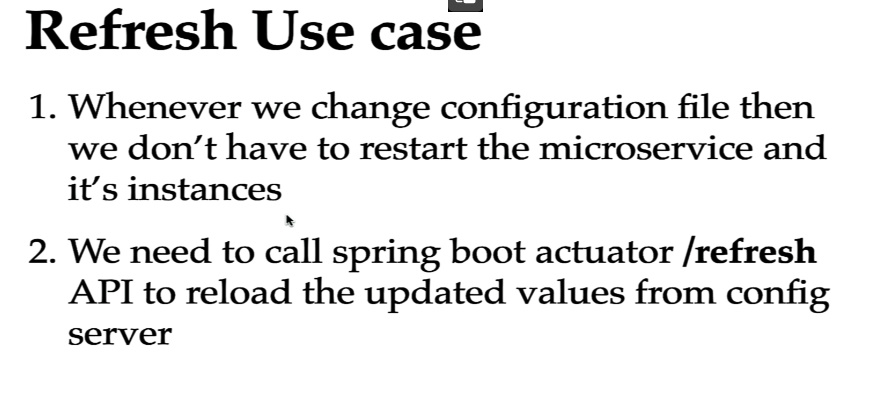 Refresh Use case
1. Whenever we change configuration file then
we don't have to restart the microservice and
it's instances
2. We need to call spring boot actuator /refresh
API to reload the updated values from config
server